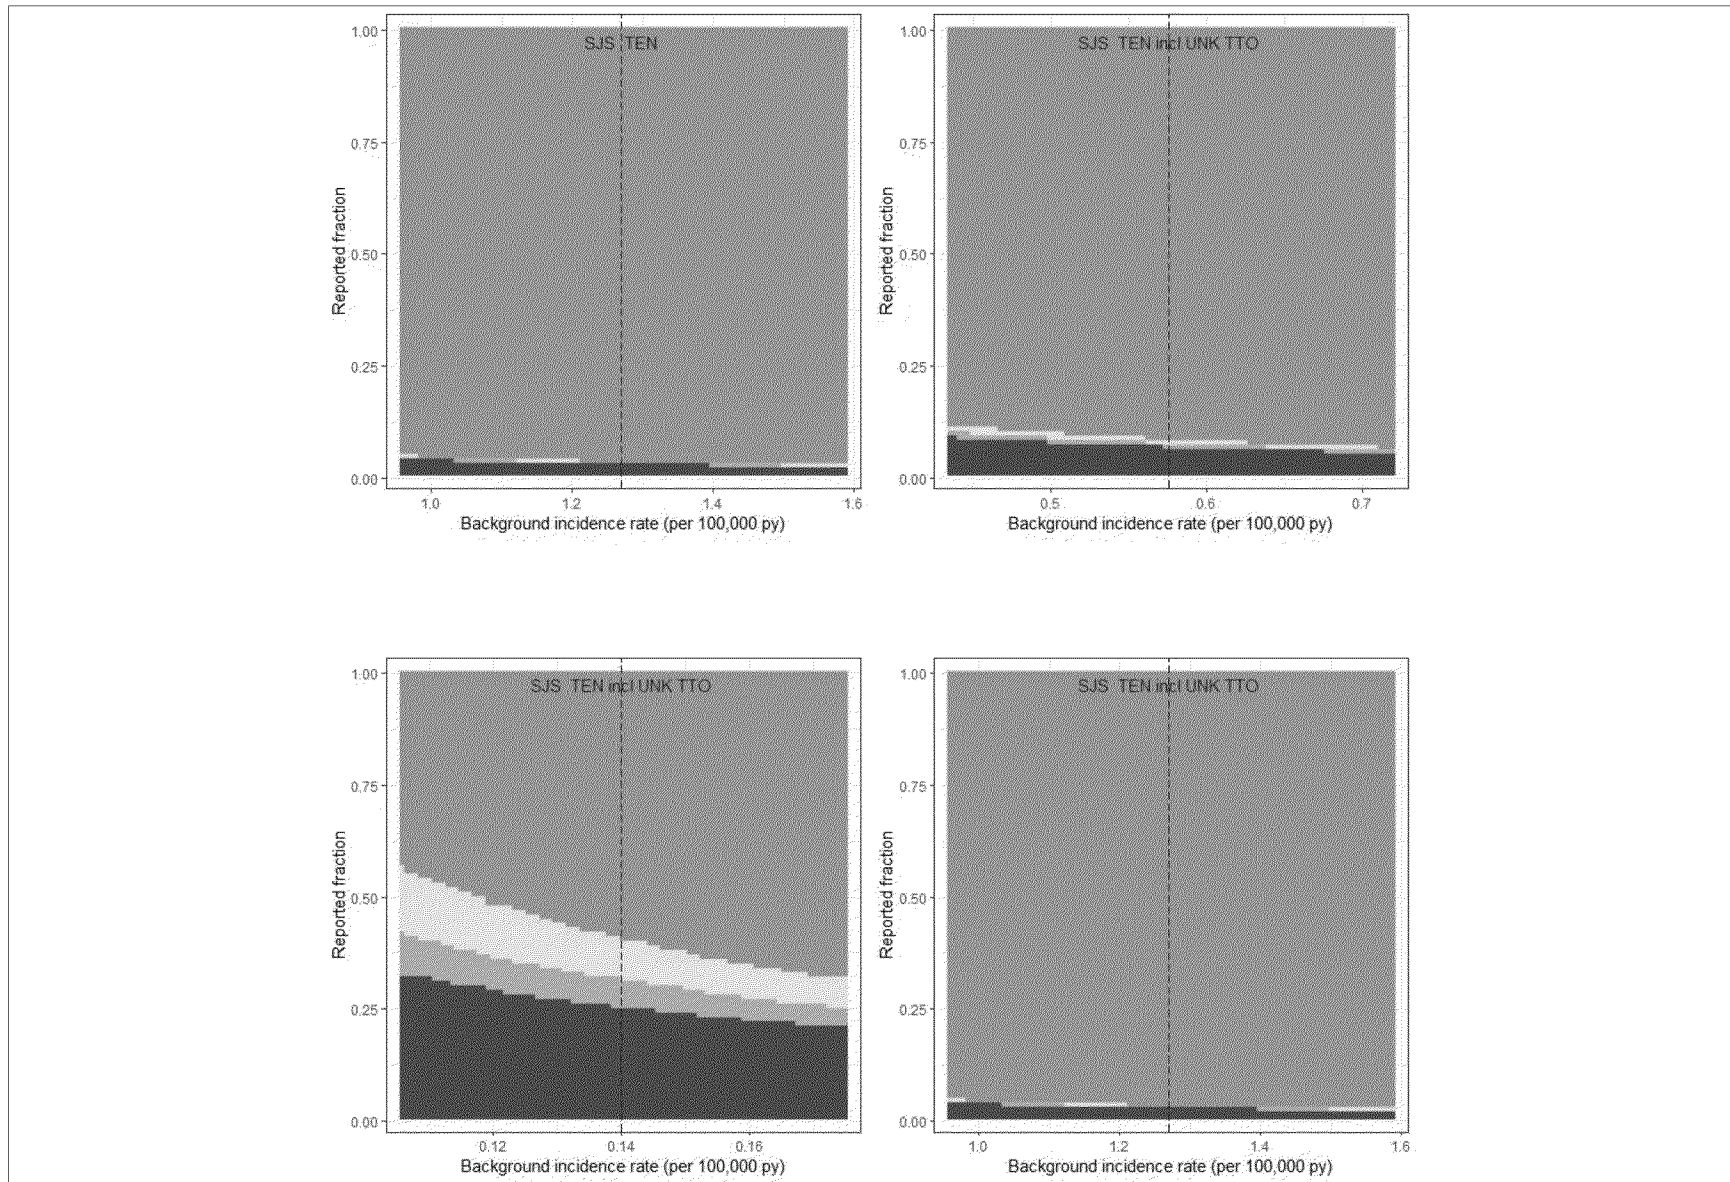 SJS TEN
1.00
0.75
0.50
0.25
0.00
Reported fraction
1.0 1.2 1.4 1.6
Background incidence rate (per 100,000 py)
SJS TEN incl UNK TTO
1.00
0.75
0.50
0.25
0.00
Reported fraction
0.5 0.6 0.7
Background incidence rate (per 100,000 py)
SJS TEN incl UNK TTO
1.00
0.75
0.50
0.25
0.00
Reported fraction
0.12 0.14 0.16
Background incidence rate (per 100,000 py)
SJS TEN incl UNK TTO
1.00
0.75
0.50
0.25
0.00
Reported fraction
1.0 1.2 1.4 1.6
Background incidence rate (per 100,000 py)